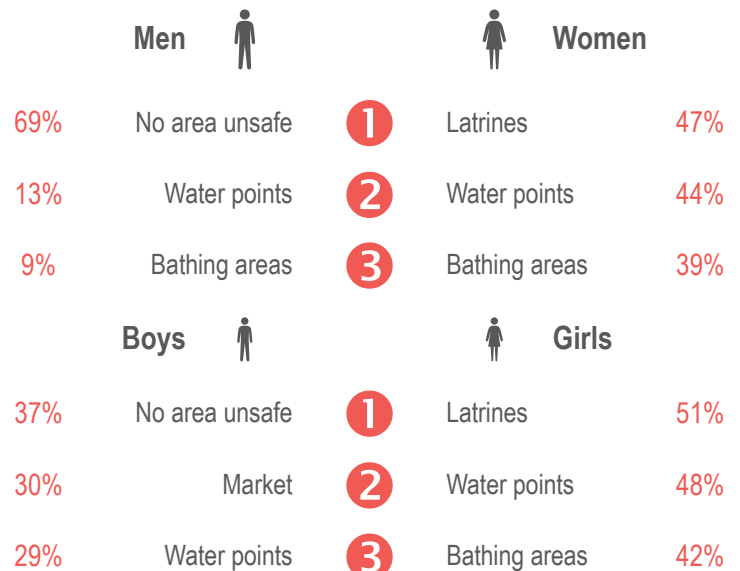 Men Women
69% No area unsafe 1 Latrines 47%
13% Water points 2 Water points 44%
9% Bathing areas 3 Bathing areas 39%
Boys Girls
37% No area unsafe 1 Latrines 51%
30% Market 2 Water points 48%
29% Water points 3 Bathing areas 42%